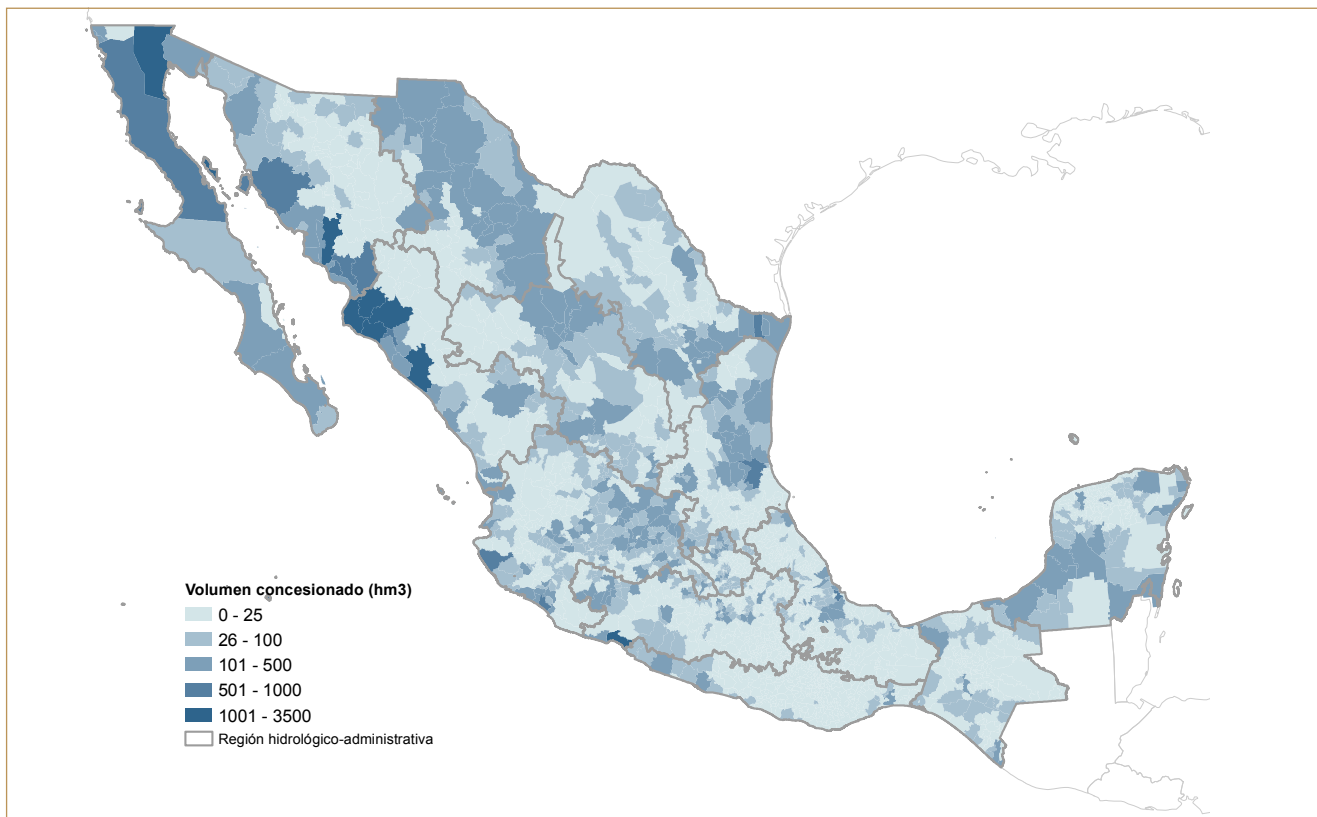 Volumen concesionado (hm3)
0 - 25
26 - 100
101 - 500
501 - 1000
1001 - 3500
Región hidrológico-administrativa